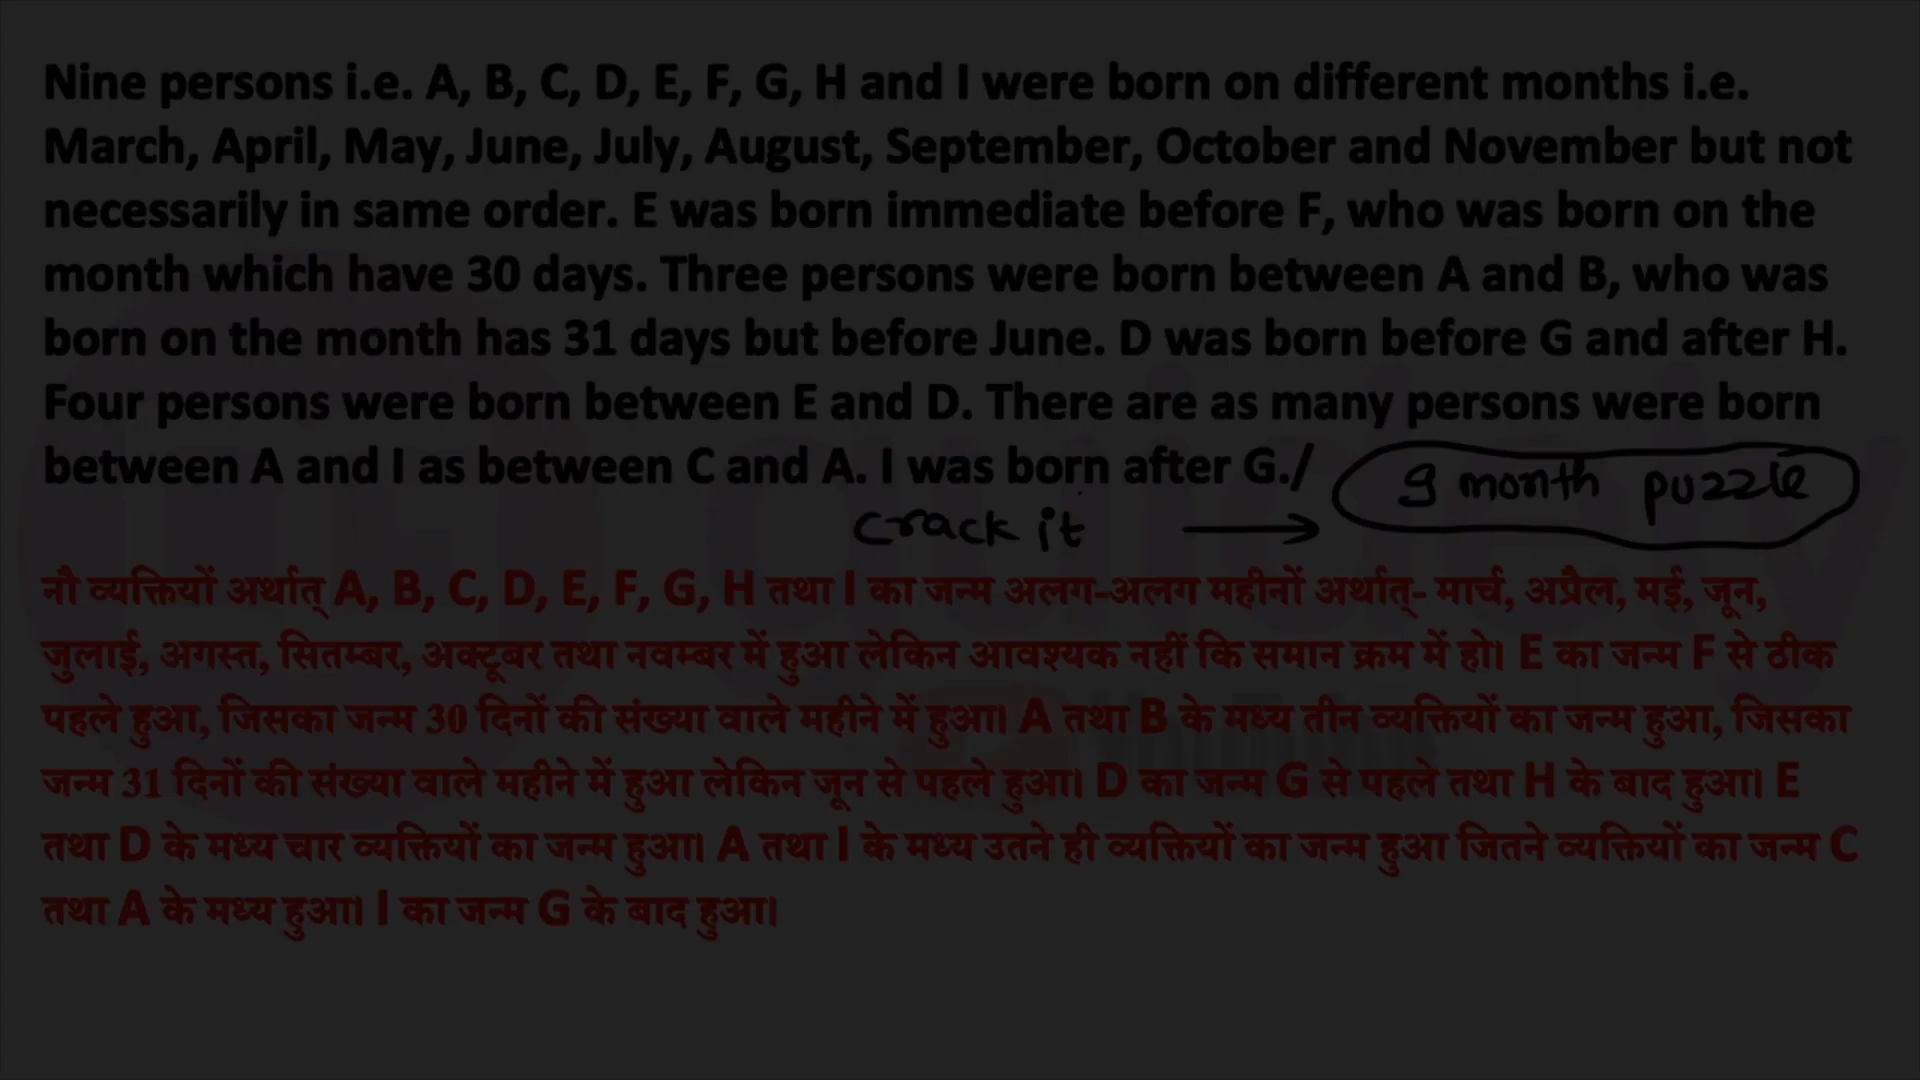 Nine persons i.e. A, B, C, D, E, F, G, H and I were born on different months i.e.
March, April, May, June, July, August, September, October and November but not
necessarily in same order. E was born immediate before F, who was born on the
month which have 30 days. Three persons were born between A and B, who was
born on the month has 31 days but before June. D was born before G and after H.
Four persons were born between E and D. There are as many persons were born
between A and I as between C and A. I was born after G./
9 month puzzle
crack it →
नौ व्यक्तियों अर्थात् A, B, C, D, E, F, G, H तथा I का जन्म अलग-अलग महीनों अर्थात्- मार्च, अप्रैल, मई, जून,
जुलाई, अगस्त, सितम्बर, अक्टूबर तथा नवम्बर में हुआ लेकिन आवश्यक नहीं कि समान क्रम में हो। E का जन्म F से ठीक
पहले हुआ, जिसका जन्म 30 दिनों की संख्या वाले महीने में हुआ। A तथा B के मध्य तीन व्यक्तियों का जन्म हुआ, जिसका
जन्म 31 दिनों की संख्या वाले महीने में हुआ लेकिन जून से पहले हुआ। D का जन्म G से पहले तथा H के बाद हुआ। E
तथा D के मध्य चार व्यक्तियों का जन्म हुआ। A तथा I के मध्य उतने ही व्यक्तियों का जन्म हुआ जितने व्यक्तियों का जन्म C
तथा A के मध्य हुआ। I का जन्म G के बाद हुआ।